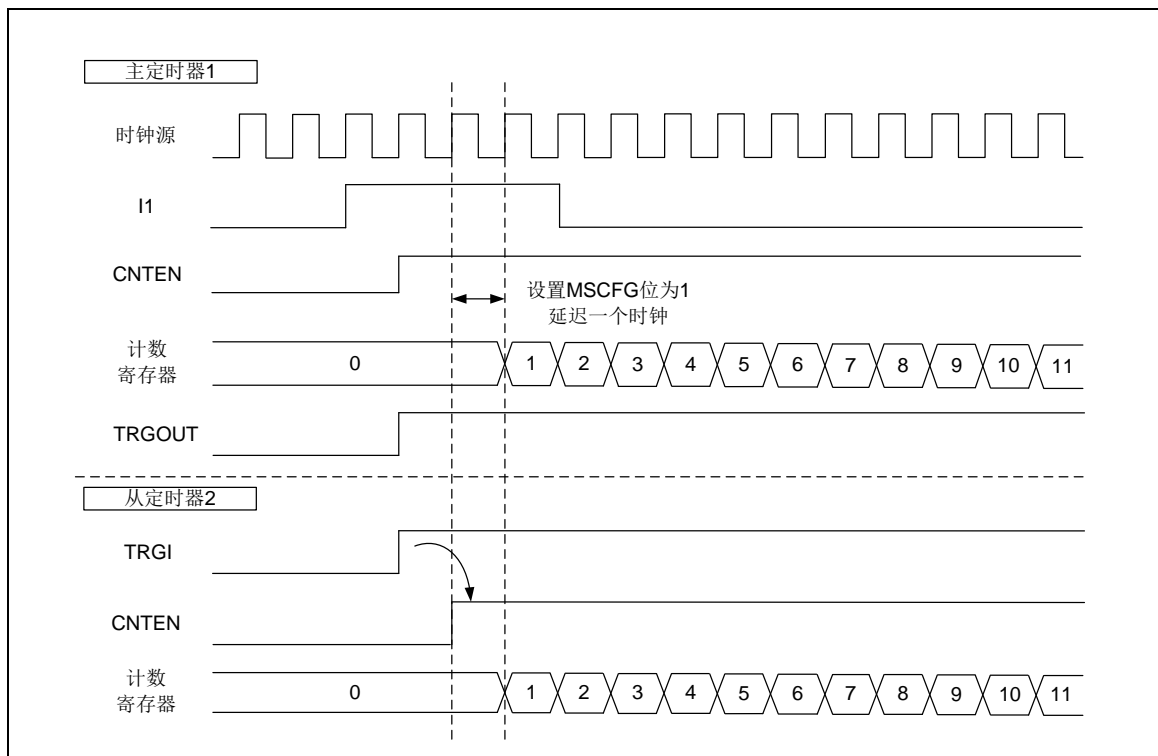 主定时器1
时钟源
I1
CNTEN
设置MSCFG位为1
延迟一个时钟
计数
寄存器
0 1 2 3 4 5 6 7 8 9 10 11
TRGOUT
从定时器2
TRGI
CNTEN
计数
寄存器
0 1 2 3 4 5 6 7 8 9 10 11